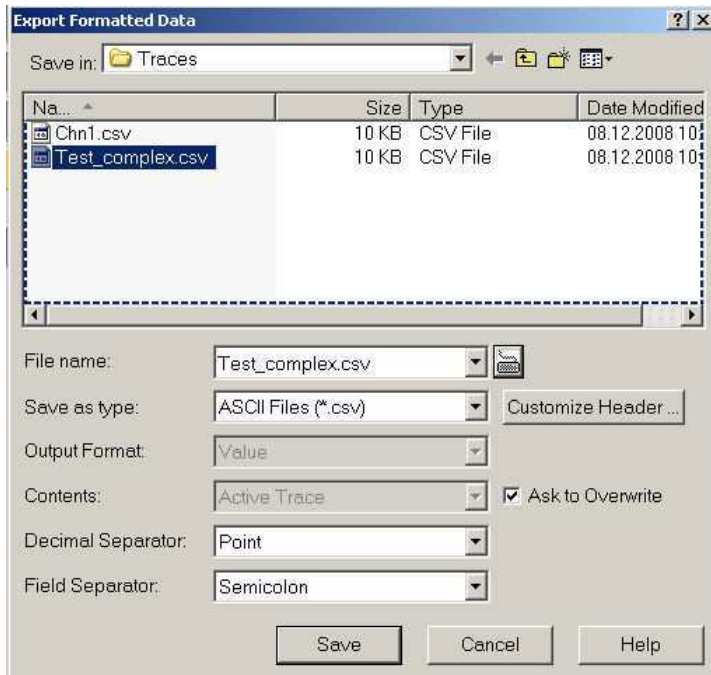 Export Formatted Data ? X
Save in: Traces
Na... Size Type Date Modified
Chn1.csv 10 KB CSV File 08.12.2008 10:
Test_complex.csv 10 KB CSV File 08.12.2008 10:
File name: Test_complex.csv
Save as type: ASCII Files (*.csv) Customize Header ...
Output Format: Value
Contents: Active Trace Ask to Overwrite
Decimal Separator: Point
Field Separator: Semicolon
Save Cancel Help